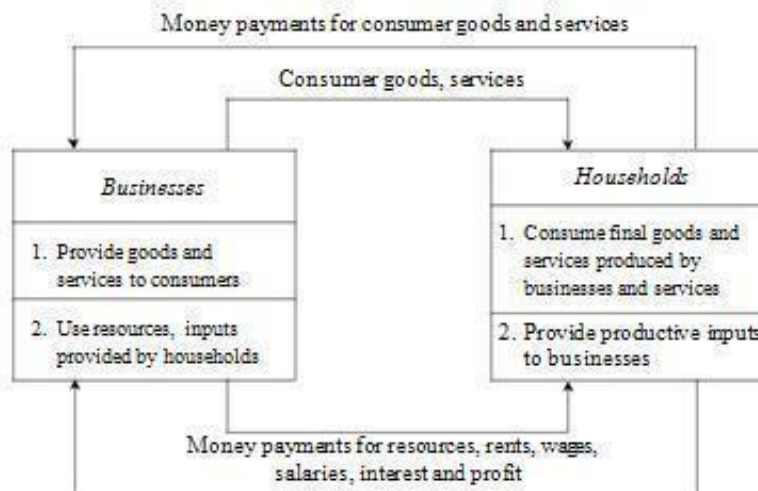 Money payments for consumer goods and services
Consumer goods, services
Businesses
1. Provide goods and
services to consumers
2. Use resources, inputs
provided by households
Households
1. Consume final goods and
services produced by
businesses and services
2. Provide productive inputs
to businesses
Money payments for resources, rents, wages,
salaries, interest and profit